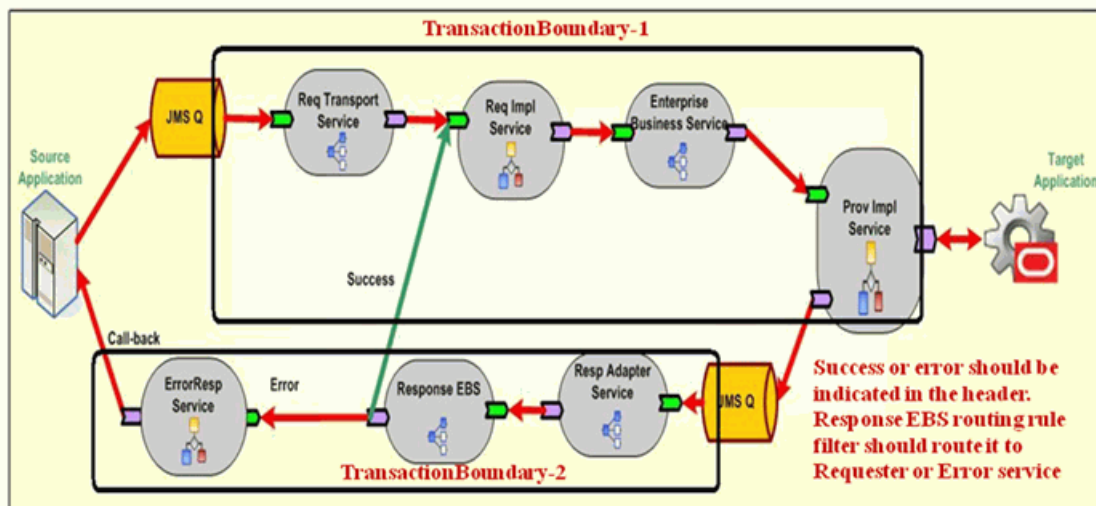 TransactionBoundary-1
JMS Q
Req Transport
Service
Req Impl
Service
Enterprise
Business Service
Source
Application
Target
Application
Prov Impl
Service
Success
Call-back
ErrorResp
Service
Error
Response EBS
Resp Adapter
Service
JMS Q
TransactionBoundary-2
Success or error should be
indicated in the header.
Response EBS routing rule
filter should route it to
Requester or Error service